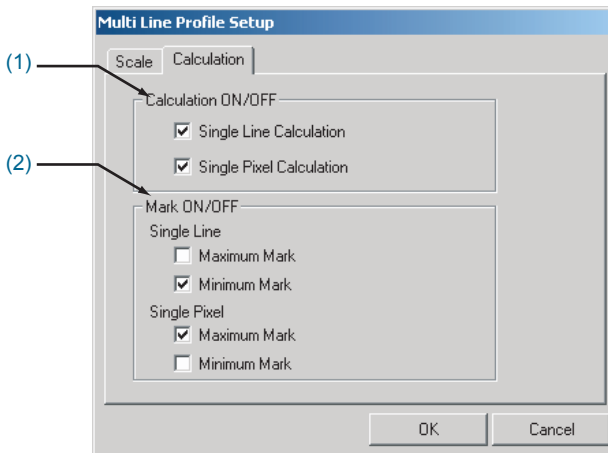 Multi Line Profile Setup
Scale Calculation
(1)
Calculation ON/OFF
Single Line Calculation
Single Pixel Calculation
(2)
Mark ON/OFF
Single Line
Maximum Mark
Minimum Mark
Single Pixel
Maximum Mark
Minimum Mark
OK Cancel